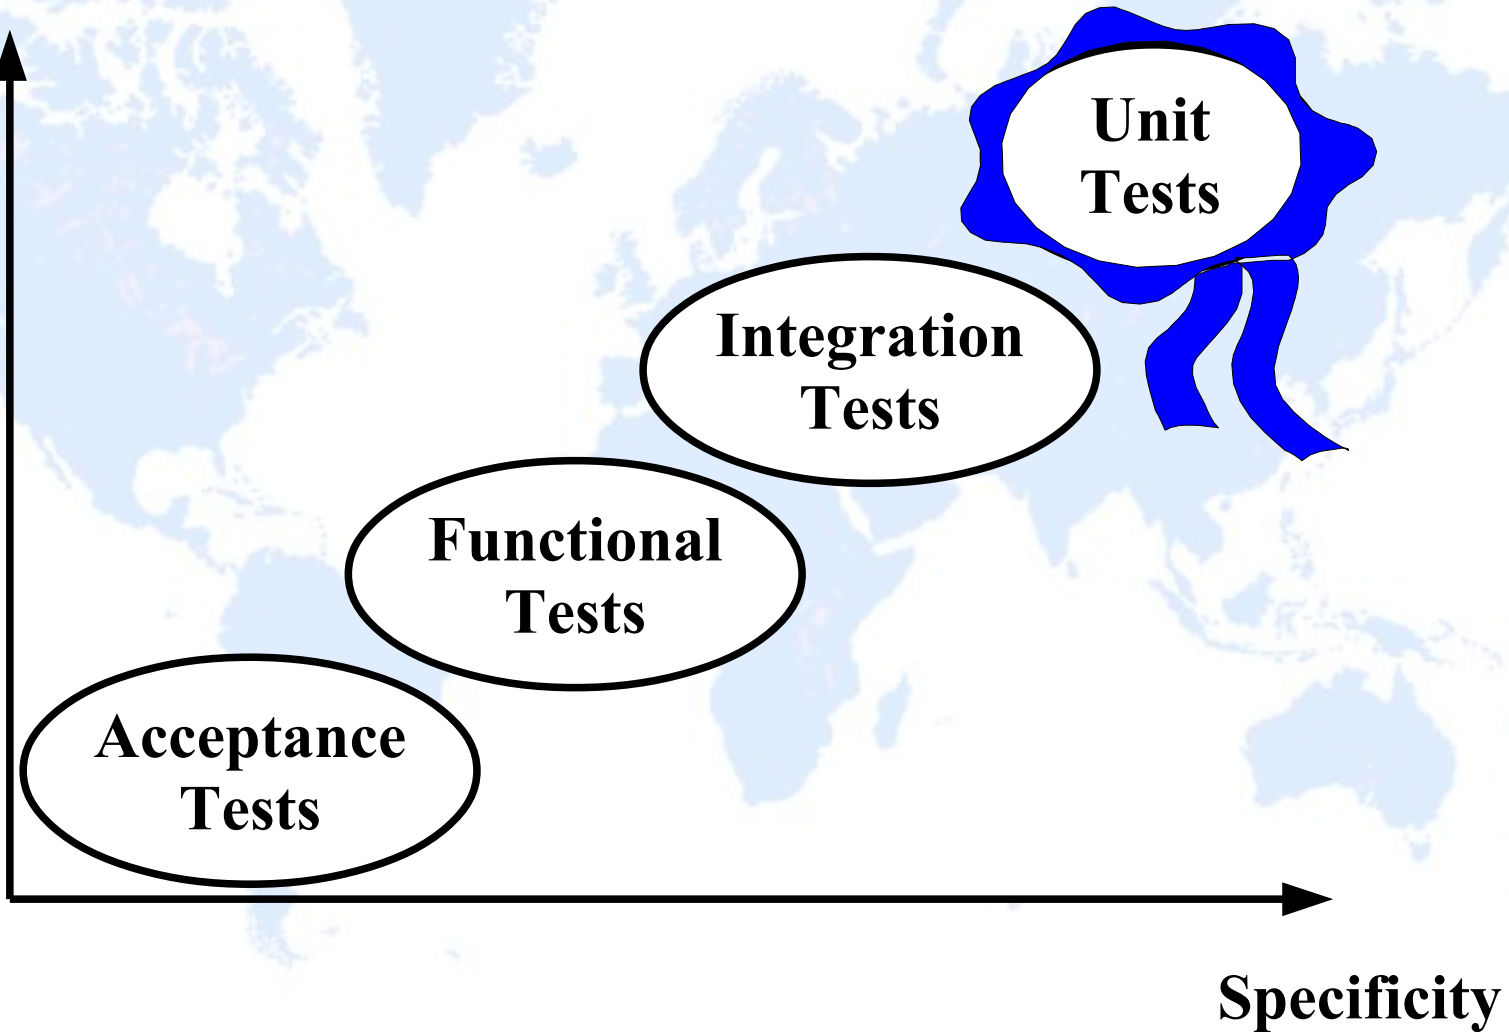 Unit
Tests
Integration
Tests
Functional
Tests
Acceptance
Tests
Specificity